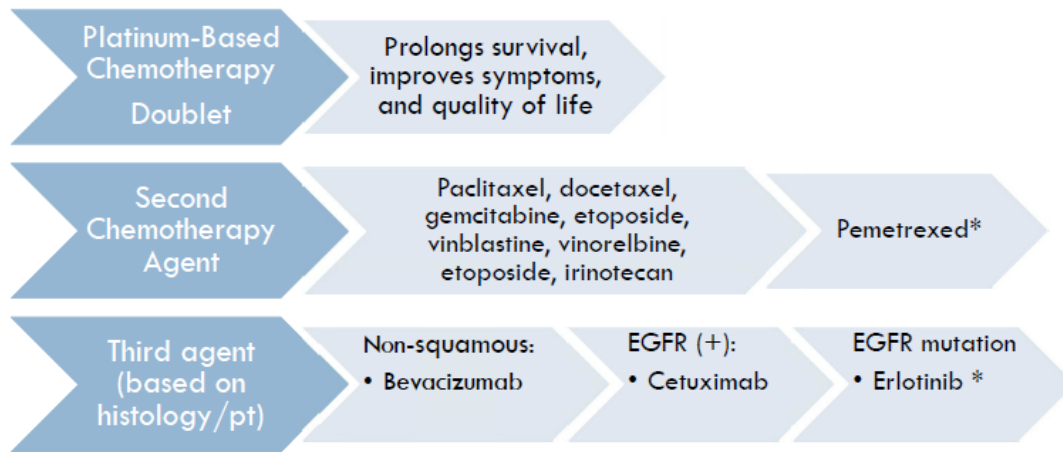 Platinum-Based
Chemotherapy
Doublet
Prolongs survival,
improves symptoms,
and quality of life
Second
Chemotherapy
Agent
Paclitaxel, docetaxel,
gemcitabine, etoposide,
vinblastine, vinorelbine,
etoposide, irinotecan
Pemetrexed*
Third agent
(based on
histology/pt)
Non-squamous:
• Bevacizumab
EGFR (+):
• Cetuximab
EGFR mutation
• Erlotinib *